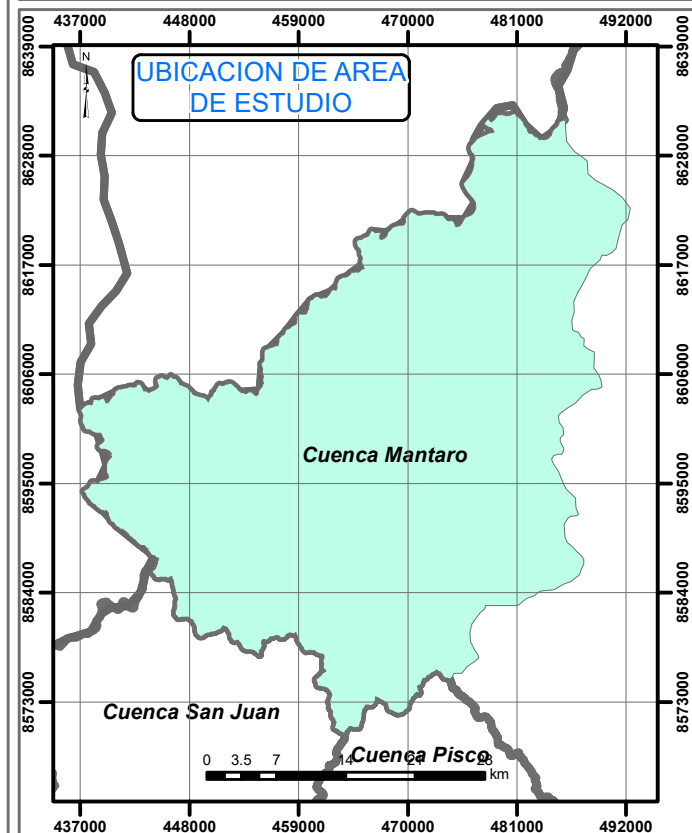 437000 448000 459000 470000 481000 492000
8639000 8639000
N
UBICACION DE AREA
DE ESTUDIO
8628000 8628000
8617000 8617000
8606000 8606000
Cuenca Mantaro
8595000 8595000
8584000 8584000
8573000 8573000
Cuenca San Juan
Cuenca Pisco
0 3.5 7 14 21 28
km
437000 448000 459000 470000 481000 492000